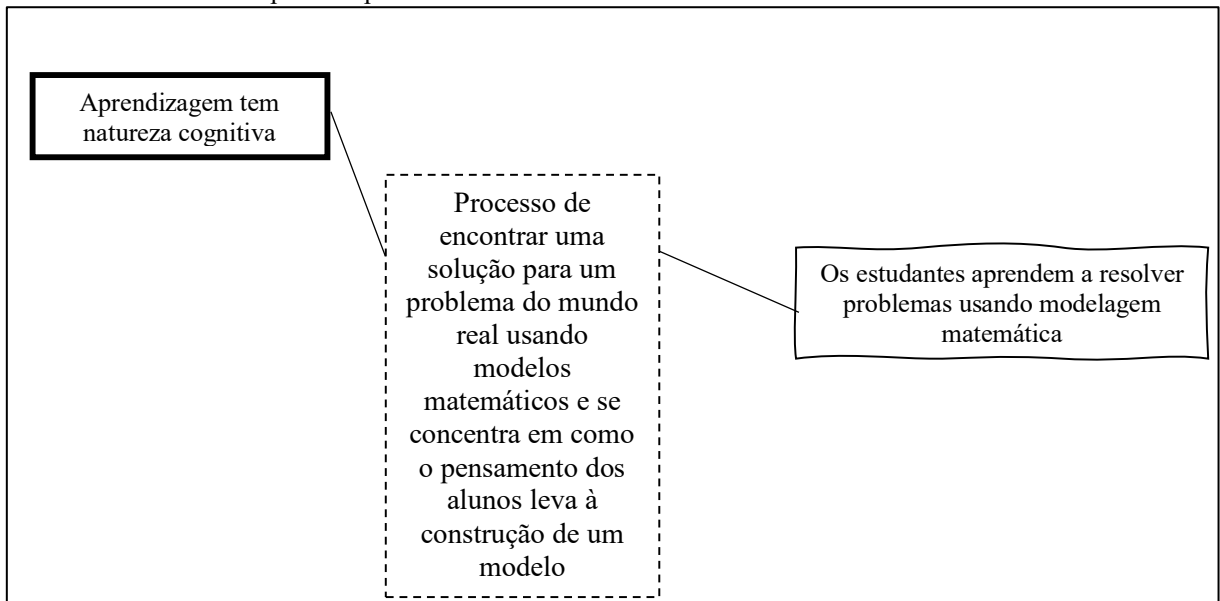 Aprendizagem tem
natureza cognitiva
Processo de
encontrar uma
solução para um
problema do mundo
real usando
modelos
matemáticos e se
concentra em como
o pensamento dos
alunos leva à
construção de um
modelo
Os estudantes aprendem a resolver
problemas usando modelagem
matemática